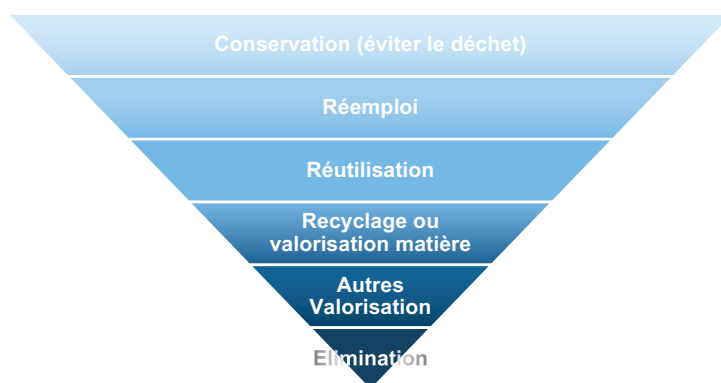 Conservation (éviter le déchet)
Réemploi
Réutilisation
Recyclage ou
valorisation matière
Autres
Valorisation
Elimination